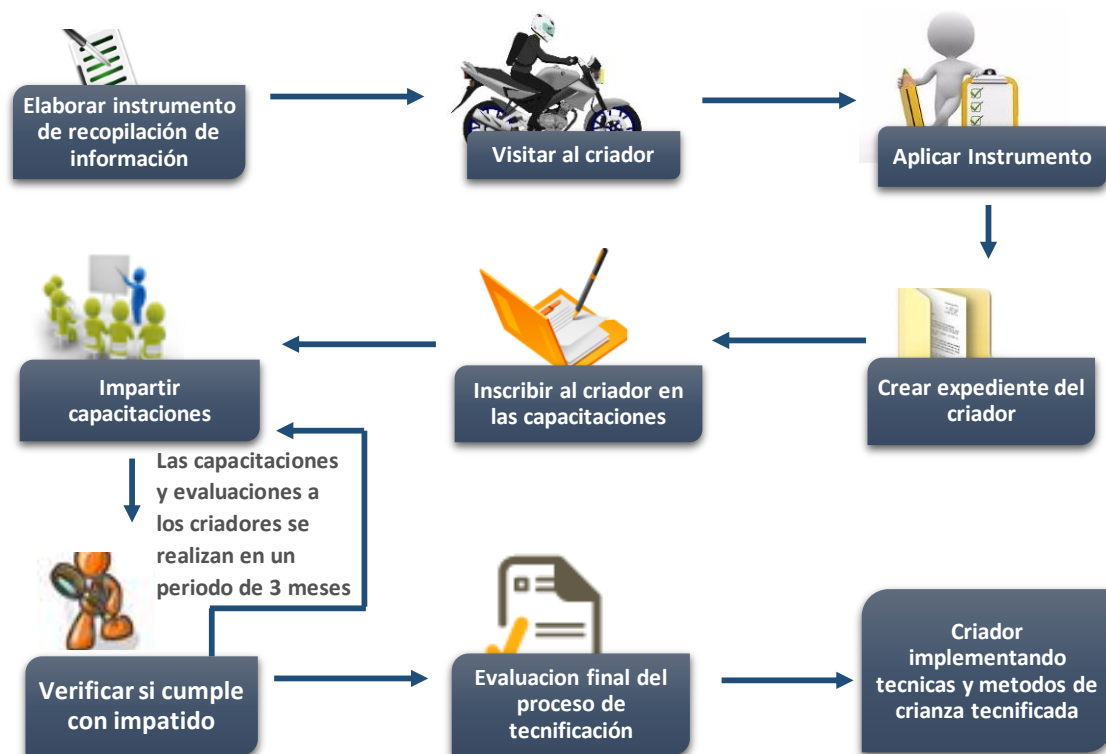 Elaborar instrumento
de recopilación de
información
Visitar al criador
Aplicar Instrumento
Crear expediente del
criador
Inscribir al criador en
las capacitaciones
Impartir
capacitaciones
Las capacitaciones
y evaluaciones a
los criadores se
realizan en un
periodo de 3 meses
Verificar si cumple
con impatido
Evaluacion final del
proceso de
tecnificación
Criador
implementando
tecnicas y metodos de
crianza tecnificada